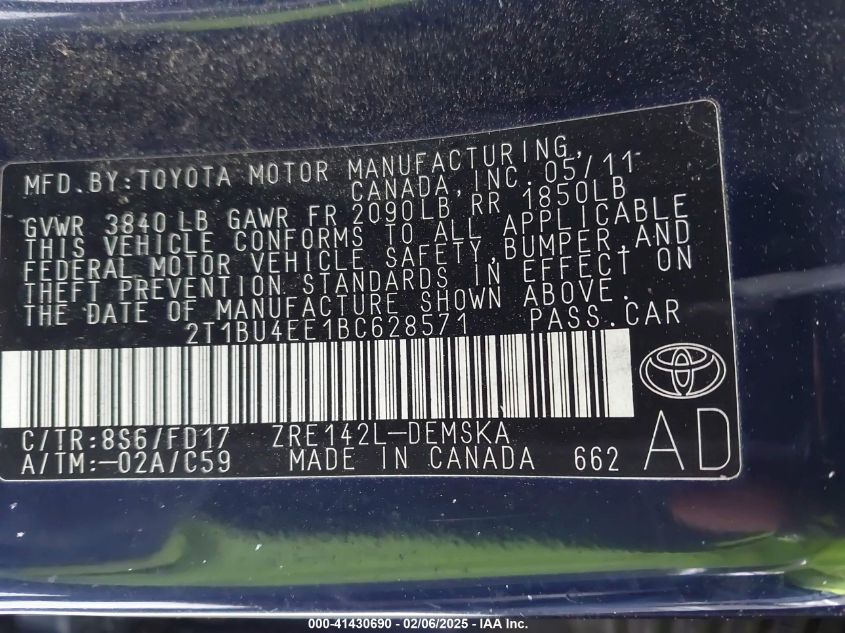 MFD. BY: TOYOTA MOTOR MANUFACTURING,
CANADA, INC. 05/11
GVWR 3840 LB GAWR FR 2090LB RR 1850LB
THIS VEHICLE CONFORMS TO ALL APPLICABLE
FEDERAL MOTOR VEHICLE SAFETY, BUMPER, AND
THEFT PREVENTION STANDARDS IN EFFECT ON
THE DATE OF MANUFACTURE SHOWN ABOVE.
2T1BU4EE1BC628571 PASS. CAR
C/TR: 8S6/FD17 ZRE142L-DEMSKA
A/TM: -02A/C59 MADE IN CANADA 662
AD
000-41430690 - 02/06/2025 - IAA Inc.